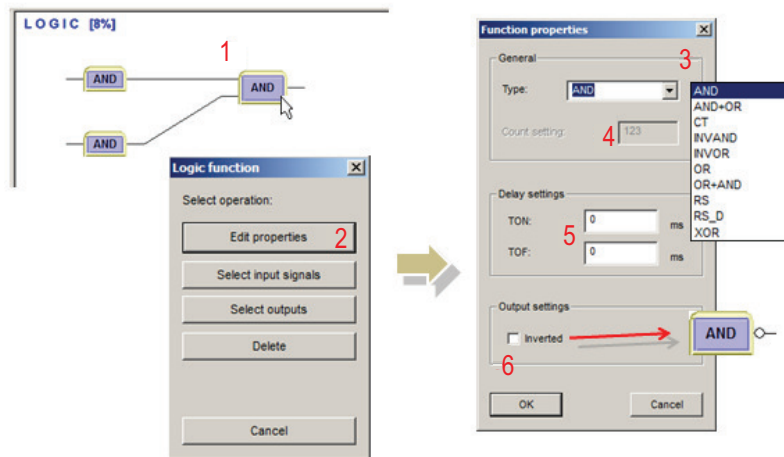 LOGIC [8%]
1
AND
AND
AND
Logic function
Select operation:
Edit properties
2
Select input signals
Select outputs
Delete
Cancel
Function properties
3
General
Type:
AND
Count setting:
4
123
AND
AND+OR
CT
INVAND
INVOR
OR
OR+AND
RS
RS_D
XOR
Delay settings
TON:
0
ms
5
TOF:
0
ms
Output settings
Inverted
6
AND
OK
Cancel